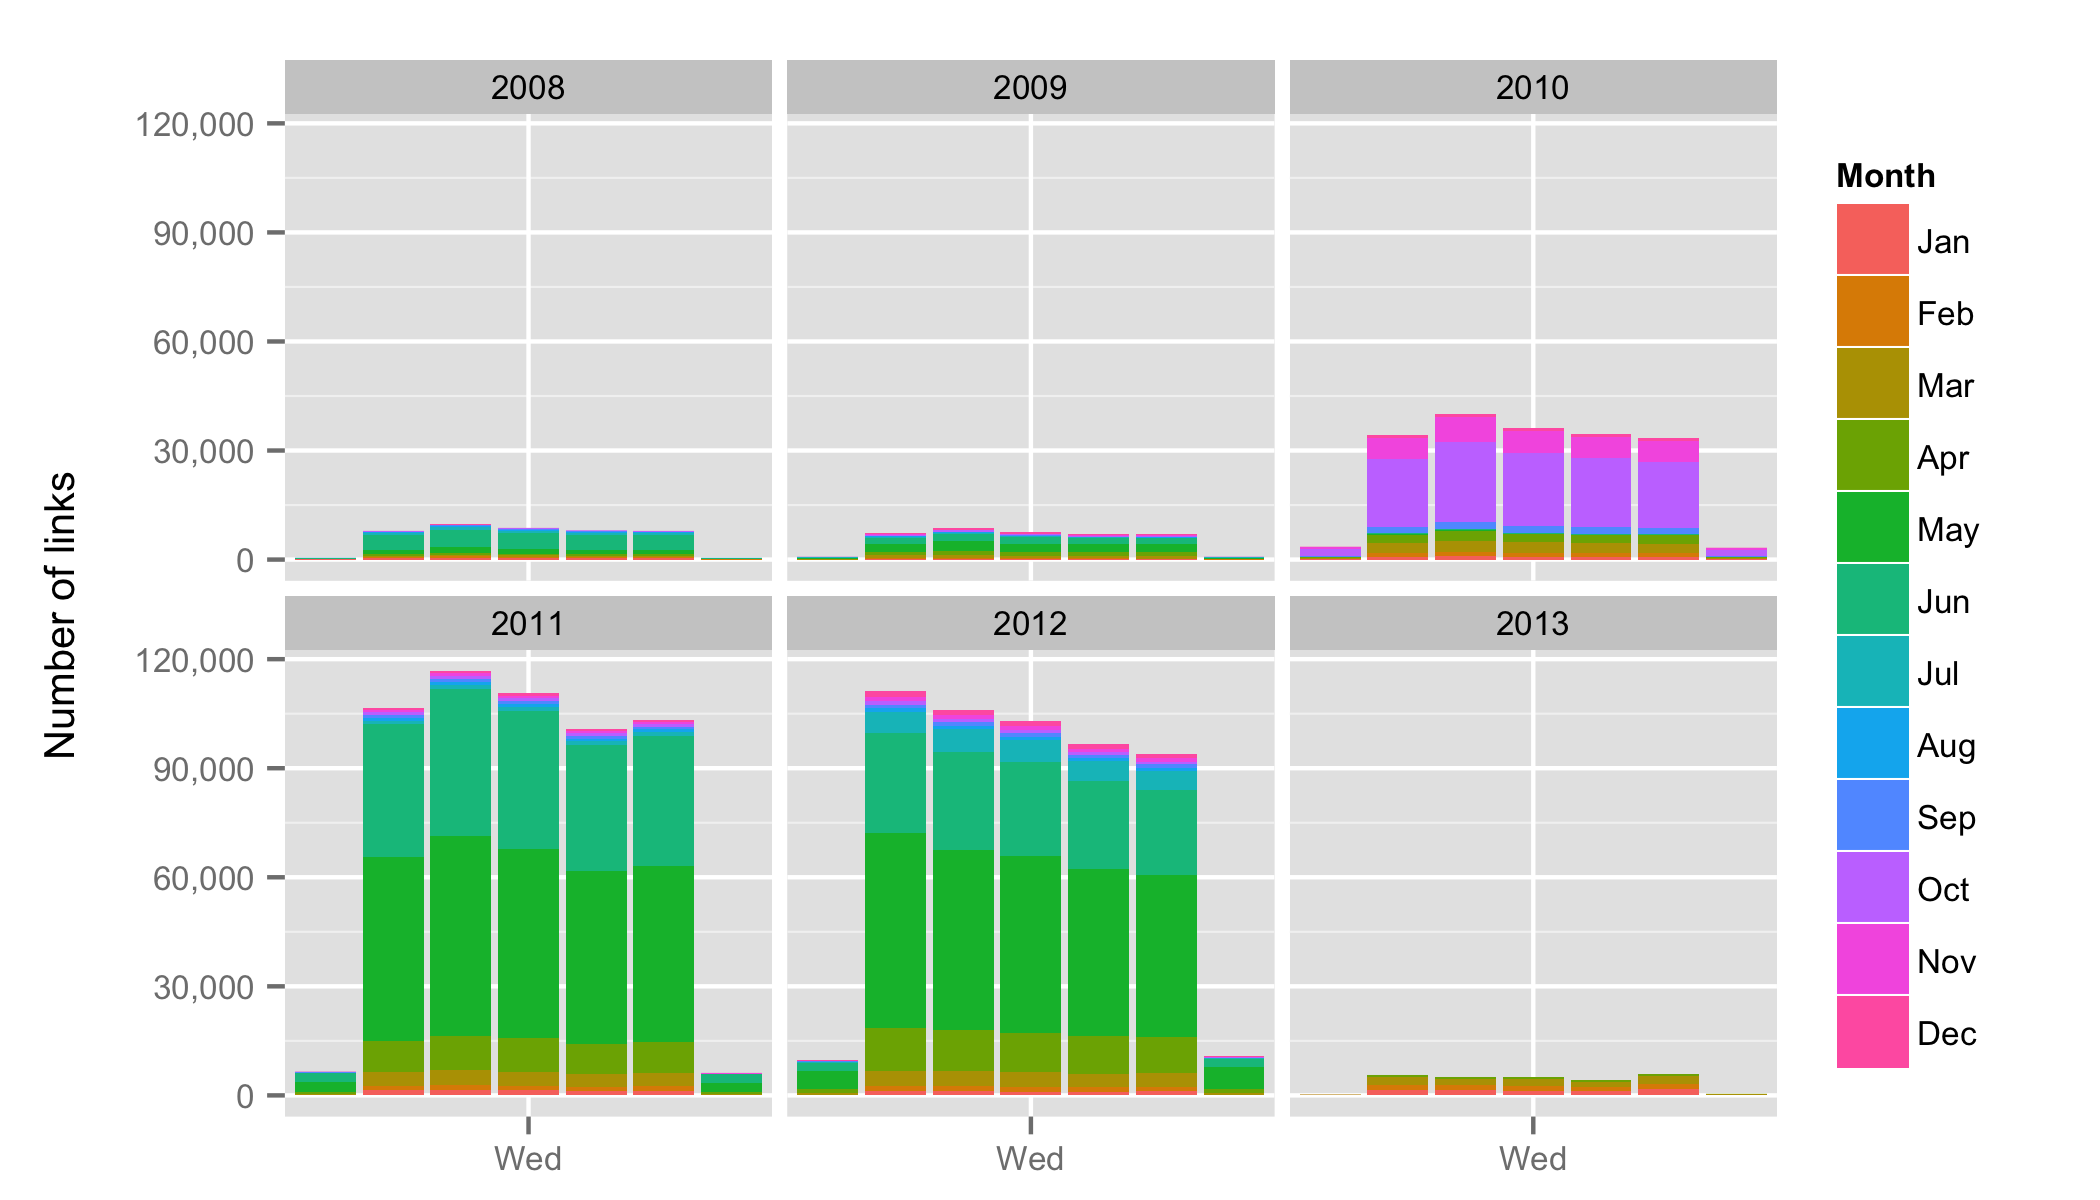 2008
2009
2010
120,000
90,000
60,000
30,000
0
2011
2012
2013
120,000
90,000
60,000
30,000
0
Wed
Wed
Wed
Number of links
Month
Jan
Feb
Mar
Apr
May
Jun
Jul
Aug
Sep
Oct
Nov
Dec